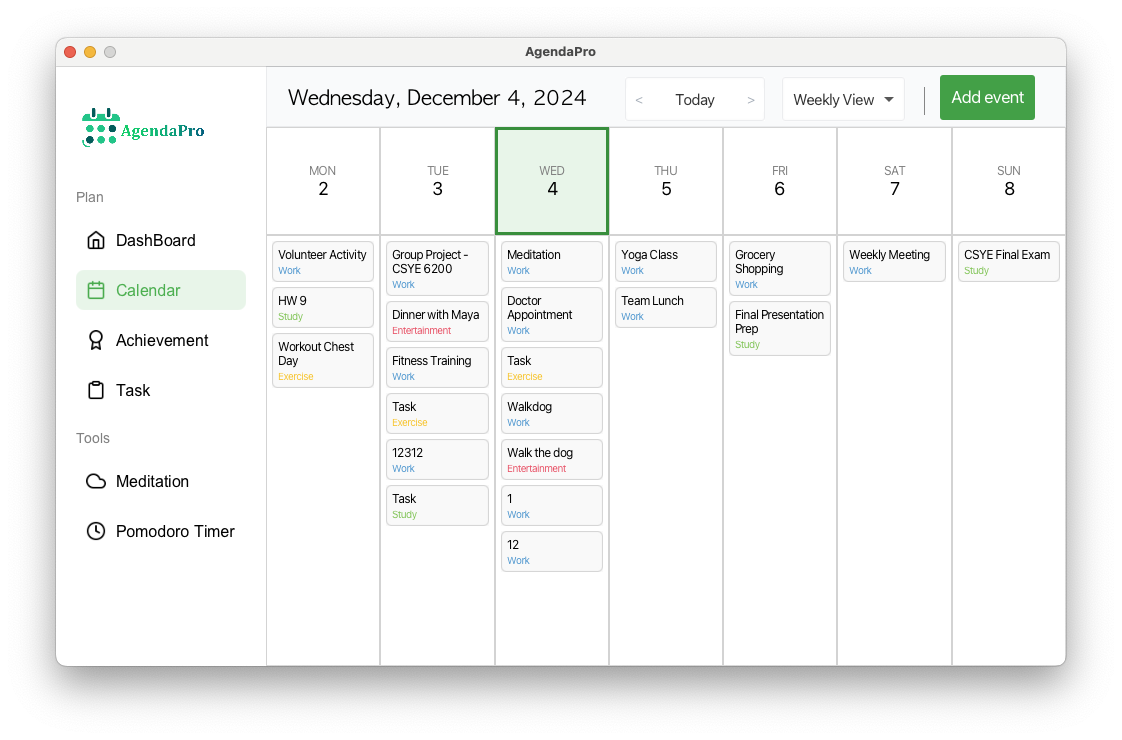 AgendaPro
AgendaPro
Plan
DashBoard
Calendar
Achievement
Task
Tools
Meditation
Pomodoro Timer
Wednesday, December 4, 2024
< Today >
Weekly View
Add event
MON
2
TUE
3
WED
4
THU
5
FRI
6
SAT
7
SUN
8
Volunteer Activity
Work
HW 9
Study
Workout Chest
Day
Exercise
Group Project -
CSYE 6200
Work
Dinner with Maya
Entertainment
Fitness Training
Work
Task
Exercise
12312
Work
Task
Study
Meditation
Work
Doctor
Appointment
Work
Task
Exercise
Walkdog
Work
Walk the dog
Entertainment
1
Work
12
Work
Yoga Class
Work
Team Lunch
Work
Grocery
Shopping
Work
Final Presentation
Prep
Study
Weekly Meeting
Work
CSYE Final Exam
Study